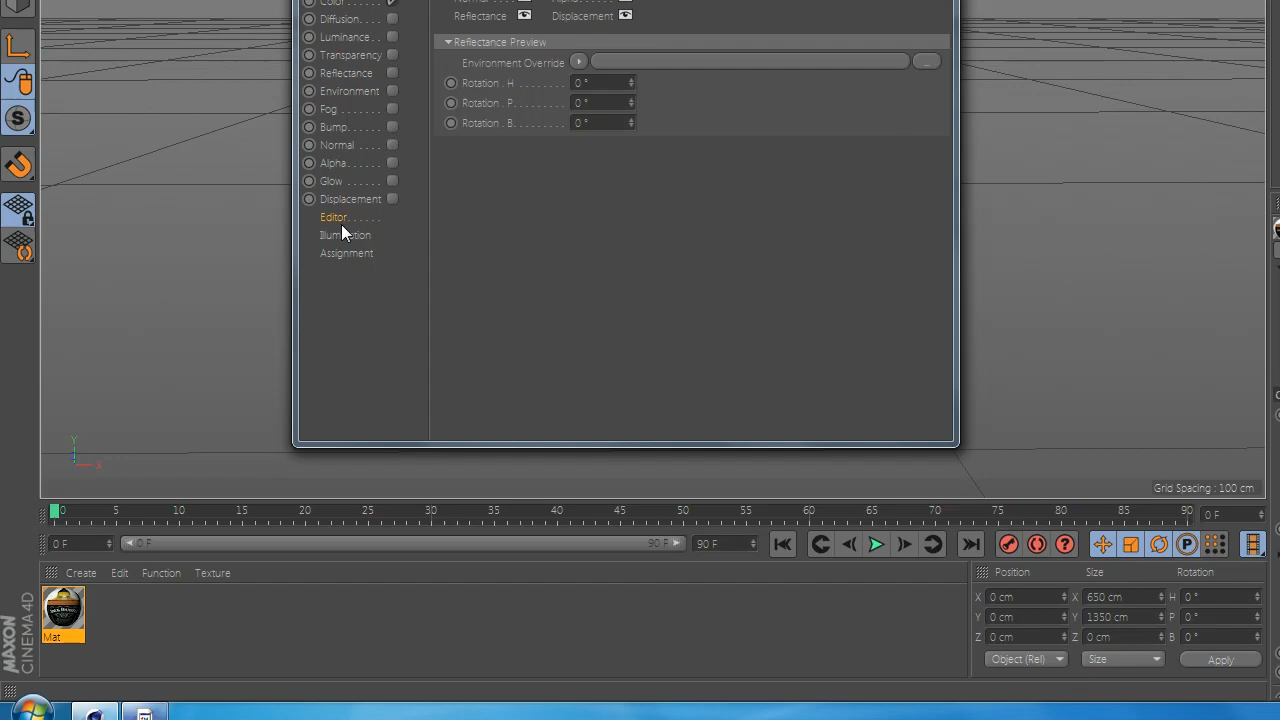 Color
Diffusion
Luminance
Transparency
Reflectance
Environment
Fog
Bump
Normal
Alpha
Glow
Displacement
Editor
Illumination
Assignment
Reflectance Displacement
Reflectance Preview
Environment Override ...
Rotation . H 0 °
Rotation . P 0 °
Rotation . B 0 °
Y
X
Grid Spacing : 100 cm
0 5 10 15 20 25 30 35 40 45 50 55 60 65 70 75 80 85 90 0 F
0 F 0 F 90 F 90 F
Create Edit Function Texture
Mat
MAXON
CINEMA 4D
Position Size Rotation
X 0 cm X 650 cm H 0 °
Y 0 cm Y 1350 cm P 0 °
Z 0 cm Z 0 cm B 0 °
Object (Rel) Size Apply